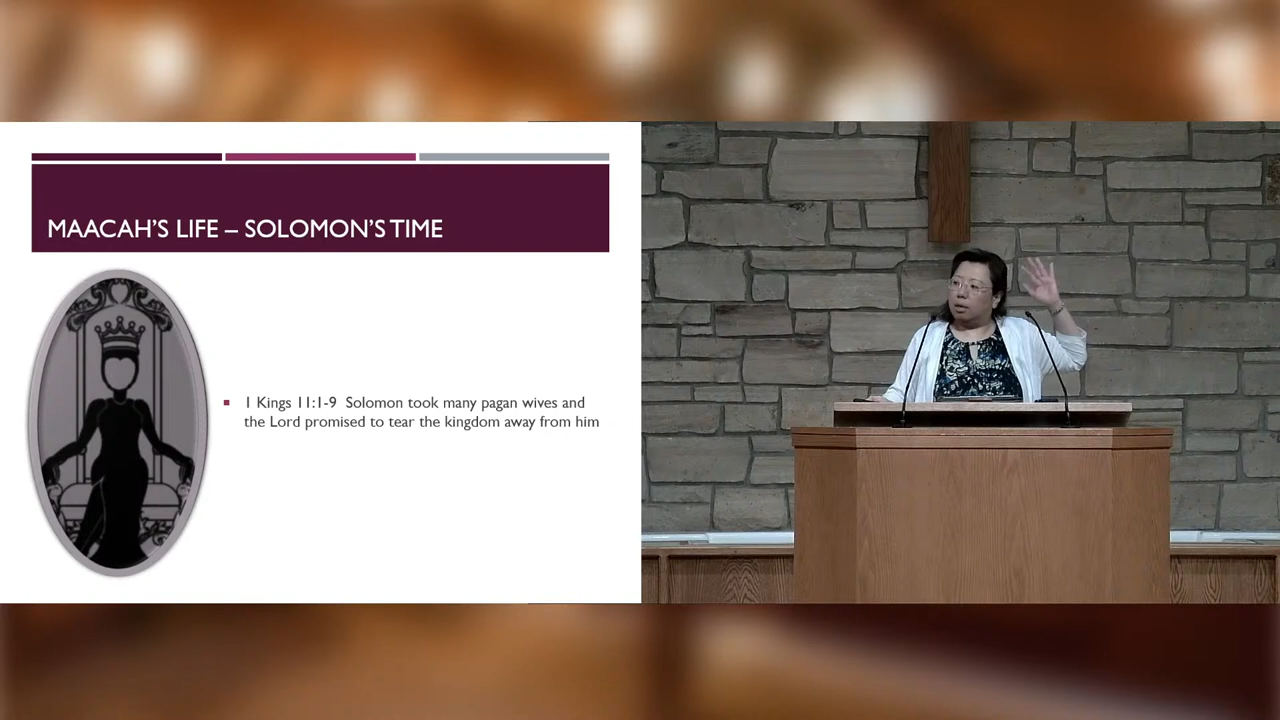 MAACAH'S LIFE – SOLOMON'S TIME
1 Kings 11:1-9 Solomon took many pagan wives and
the Lord promised to tear the kingdom away from him